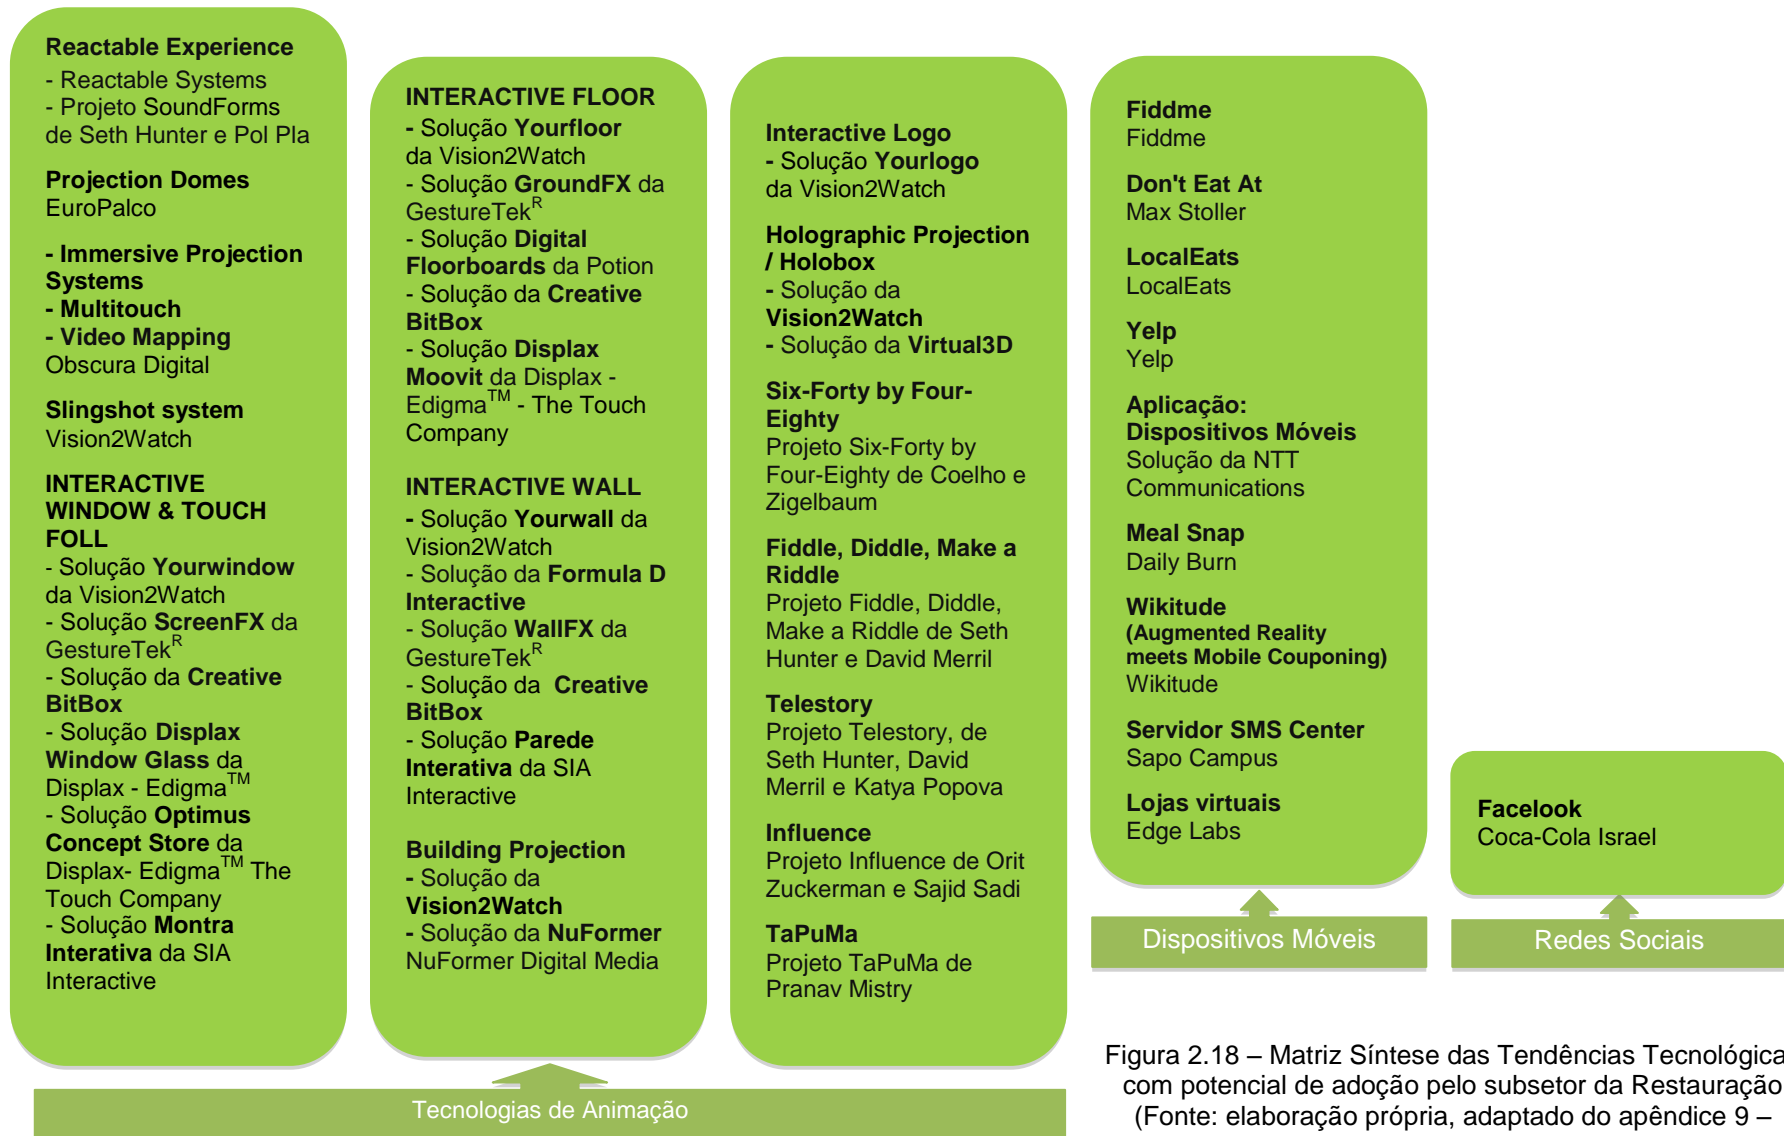 Reactable Experience
- Reactable Systems
- Projeto SoundForms
de Seth Hunter e Pol Pla
Projection Domes
EuroPalco
- Immersive Projection
Systems
- Multitouch
- Video Mapping
Obscura Digital
Slingshot system
Vision2Watch
INTERACTIVE
WINDOW & TOUCH
FOLL
- Solução Yourwindow
da Vision2Watch
- Solução ScreenFX da
GestureTekR
- Solução da Creative
BitBox
- Solução Displax
Window Glass da
Displax - EdigmaTM
- Solução Optimus
Concept Store da
Displax- EdigmaTM The
Touch Company
- Solução Montra
Interativa da SIA
Interactive
INTERACTIVE FLOOR
- Solução Yourfloor
da Vision2Watch
- Solução GroundFX da
GestureTekR
- Solução Digital
Floorboards da Potion
- Solução da Creative
BitBox
- Solução Displax
Moovit da Displax -
EdigmaTM - The Touch
Company
INTERACTIVE WALL
- Solução Yourwall da
Vision2Watch
- Solução da Formula D
Interactive
- Solução WallFX da
GestureTekR
- Solução da Creative
BitBox
- Solução Parede
Interativa da SIA
Interactive
Building Projection
- Solução da
Vision2Watch
- Solução da NuFormer
NuFormer Digital Media
Interactive Logo
- Solução Yourlogo
da Vision2Watch
Holographic Projection
/ Holobox
- Solução da
Vision2Watch
- Solução da Virtual3D
Six-Forty by Four-
Eighty
Projeto Six-Forty by
Four-Eighty de Coelho e
Zigelbaum
Fiddle, Diddle, Make a
Riddle
Projeto Fiddle, Diddle,
Make a Riddle de Seth
Hunter e David Merril
Telestory
Projeto Telestory, de
Seth Hunter, David
Merril e Katya Popova
Influence
Projeto Influence de Orit
Zuckerman e Sajid Sadi
TaPuMa
Projeto TaPuMa de
Pranav Mistry
Tecnologias de Animação
Fiddme
Fiddme
Don't Eat At
Max Stoller
LocalEats
LocalEats
Yelp
Yelp
Aplicação:
Dispositivos Móveis
Solução da NTT
Communications
Meal Snap
Daily Burn
Wikitude
(Augmented Reality
meets Mobile Couponing)
Wikitude
Servidor SMS Center
Sapo Campus
Lojas virtuais
Edge Labs
Dispositivos Móveis
Facelook
Coca-Cola Israel
Redes Sociais
Figura 2.18 – Matriz Síntese das Tendências Tecnológica
com potencial de adoção pelo subsetor da Restauração
(Fonte: elaboração própria, adaptado do apêndice 9 –